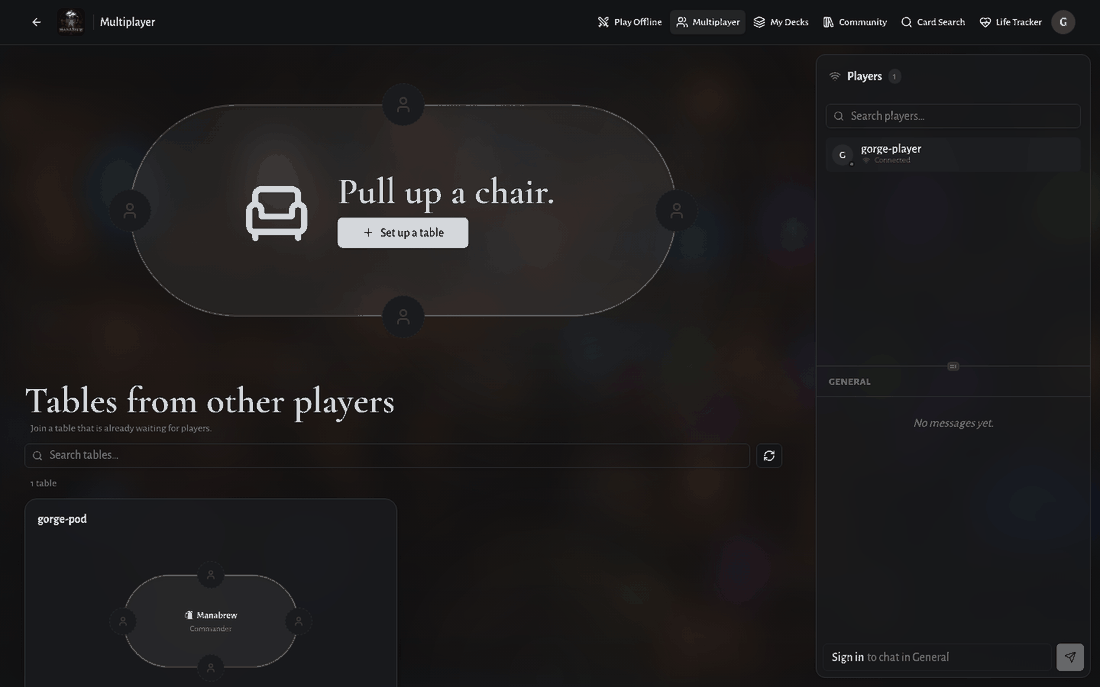 Multiplayer
Play Offline
Multiplayer
My Decks
Community
Card Search
Life Tracker
G
Pull up a chair.
+ Set up a table
Tables from other players
Join a table that is already waiting for players.
Search tables...
1 table
gorge-pod
Manabrew
Commander
Players 1
Search players...
G
gorge-player
Connected
GENERAL
No messages yet.
Sign in to chat in General